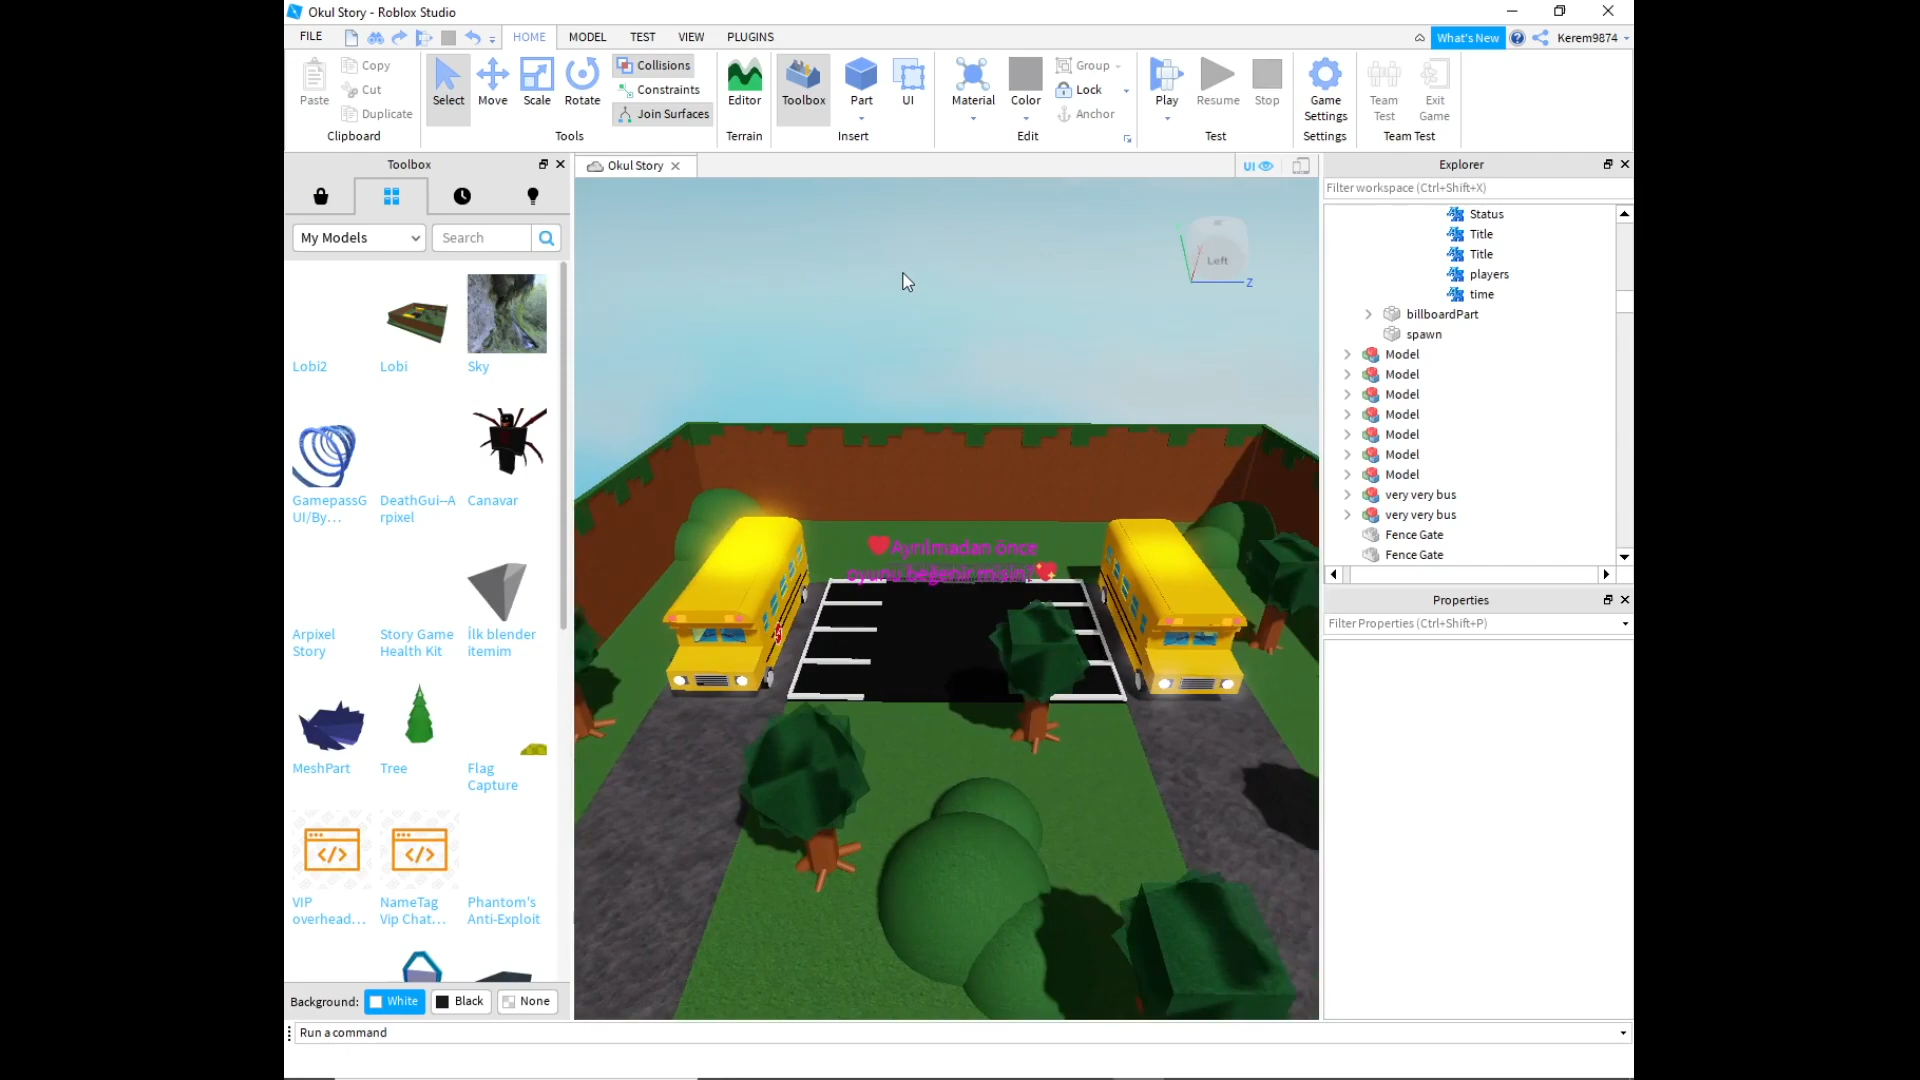 Okul Story - Roblox Studio
FILE HOME MODEL TEST VIEW PLUGINS What's New Kerem9874
Paste Copy Cut Duplicate Clipboard
Select Move Scale Rotate Collisions Constraints Join Surfaces Tools
Editor Terrain
Toolbox Part UI Insert
Material Color Group Lock Anchor Edit
Play Resume Stop Test
Game Settings Settings
Team Test Exit Game Team Test
Toolbox
My Models Search
Lobi2 Lobi Sky
GamepassG UI/By... DeathGui--A rpixel Canavar
Arpixel Story Story Game Health Kit İlk blender itemim
MeshPart Tree Flag Capture
VIP overhead... NameTag Vip Chat... Phantom's Anti-Exploit
Background: White Black None
Okul Story UI
Left Z
Ayrılmadan önce
oyunu beğenir misin?
Explorer
Filter workspace (Ctrl+Shift+X)
Status
Title
Title
players
time
billboardPart
spawn
Model
Model
Model
Model
Model
Model
Model
very very bus
very very bus
Fence Gate
Fence Gate
Properties
Filter Properties (Ctrl+Shift+P)
Run a command